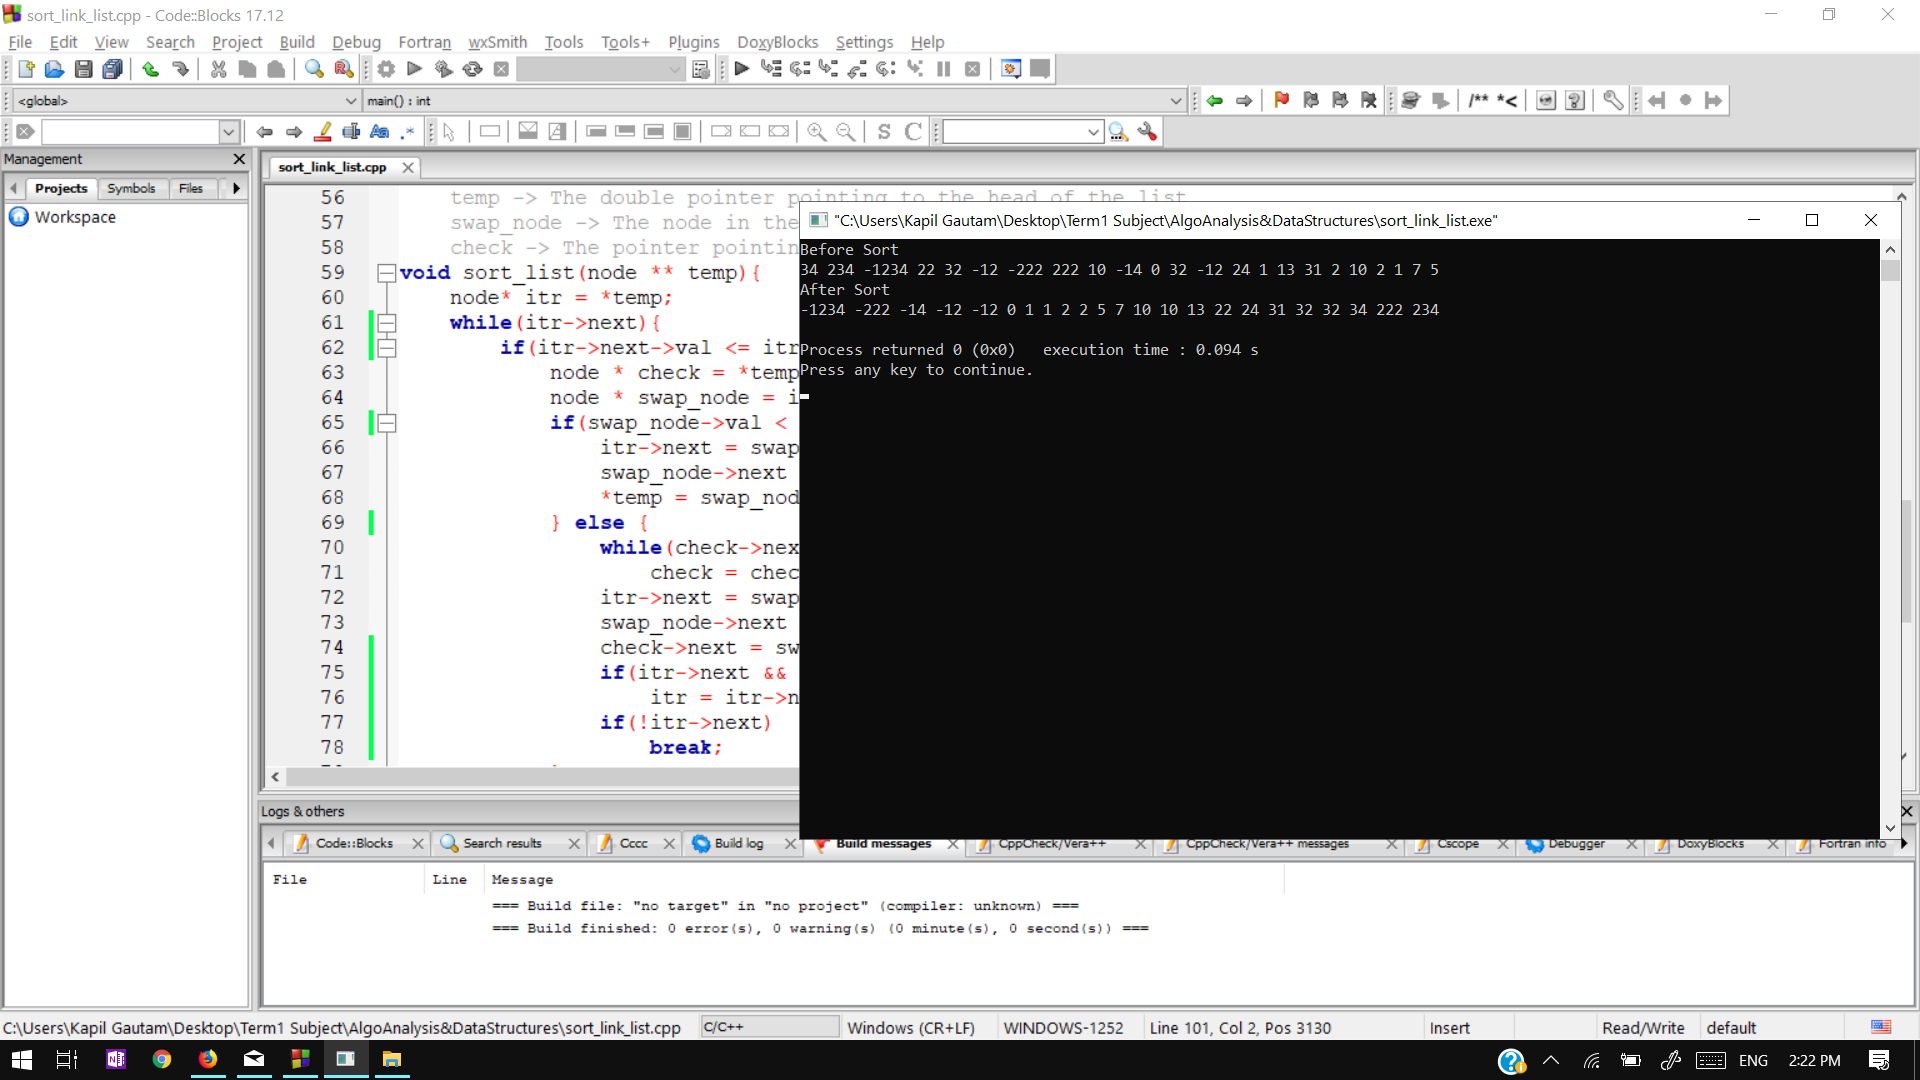 sort_link_list.cpp - Code::Blocks 17.12
File Edit View Search Project Build Debug Fortran wxSmith Tools Tools+ Plugins DoxyBlocks Settings Help
<global> main() : int
/** *<
Aa .* S C
Management
sort_link_list.cpp
Projects Symbols Files
Workspace
56 temp -> The double pointer pointing to the head of the list
57 swap_node -> The node in the
58 check -> The pointer pointin
59 void sort_list(node ** temp){
60 node* itr = *temp;
61 while(itr->next){
62 if(itr->next->val <= itr
63 node * check = *temp
64 node * swap_node = i
65 if(swap_node->val <
66 itr->next = swap
67 swap_node->next
68 *temp = swap_nod
69 } else {
70 while(check->nex
71 check = chec
72 itr->next = swap
73 swap_node->next
74 check->next = sw
75 if(itr->next &&
76 itr = itr->n
77 if(!itr->next)
78 break;
"C:\Users\Kapil Gautam\Desktop\Term1 Subject\AlgoAnalysis&DataStructures\sort_link_list.exe"
Before Sort
34 234 -1234 22 32 -12 -222 222 10 -14 0 32 -12 24 1 13 31 2 10 2 1 7 5
After Sort
-1234 -222 -14 -12 -12 0 1 1 2 2 5 7 10 10 13 22 24 31 32 32 34 222 234
Process returned 0 (0x0)   execution time : 0.094 s
Press any key to continue.
Logs & others
Code::Blocks Search results Cccc Build log Build messages CppCheck/Vera++ CppCheck/Vera++ messages Cscope Debugger DoxyBlocks Fortran info
File Line Message
=== Build file: "no target" in "no project" (compiler: unknown) ===
=== Build finished: 0 error(s), 0 warning(s) (0 minute(s), 0 second(s)) ===
C:\Users\Kapil Gautam\Desktop\Term1 Subject\AlgoAnalysis&DataStructures\sort_link_list.cpp C/C++ Windows (CR+LF) WINDOWS-1252 Line 101, Col 2, Pos 3130 Insert Read/Write default
ENG 2:22 PM